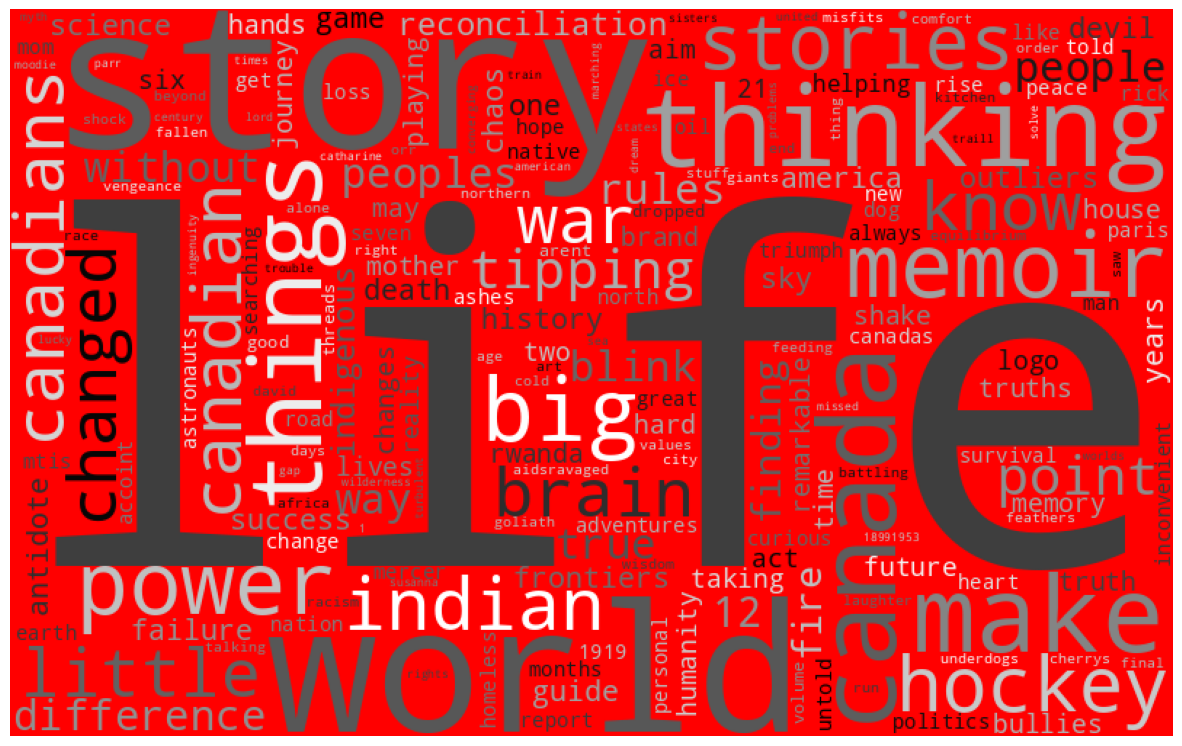 myth
science
hands
game
reconciliation
sisters
united
misfits
comfort
devil
mom
story
stories
like
order
told
people
moodie
parr
times
train
marching
aim
six
get
journey
loss
playing
chaos
one
ice
21
helping
rise
peace
rick
kitchen
beyond
shock
century
lord
fallen
hope
oil
thinking
thing
solve
traill
problems
canadians
without
catharine
orr
native
states
dream
american
peoples
stuff
giants
america
outliers
vengeance
things
northern
rules
new
know
house
canadian
alone
may
war
dropped
dog
paris
race
life
seven
brand
always
ingenuity
right
arent
triumph
memoir
saw
changed
searching
trouble
mother
tipping
sky
man
indigenous
death
ashes
north
astronauts
good
threads
history
shake
years
lucky
changes
age
two
blink
feeding
canadas
logo
art
cold
truths
david
reality
big
great
finding
remarkable
missed
canada
road
hard
mtis
accoint
days
rwanda
values
city
survival
point
gap
lives
aidsravaged
battling
worlds
africa
wilderness
turbulent
way
brain
memory
inconvenient
antidote
success
1
goliath
adventures
time
feathers
change
true
curious
18991953
wisdom
act
power
mercer
susanna
frontiers
taking
future
heart
truth
indian
racism
12
fire
laughter
make
earth
failure
nation
world
talking
homeless
1919
personal
humanity
underdogs
cherrys
final
little
months
rights
guide
volume
untold
run
hockey
difference
report
politics
bullies